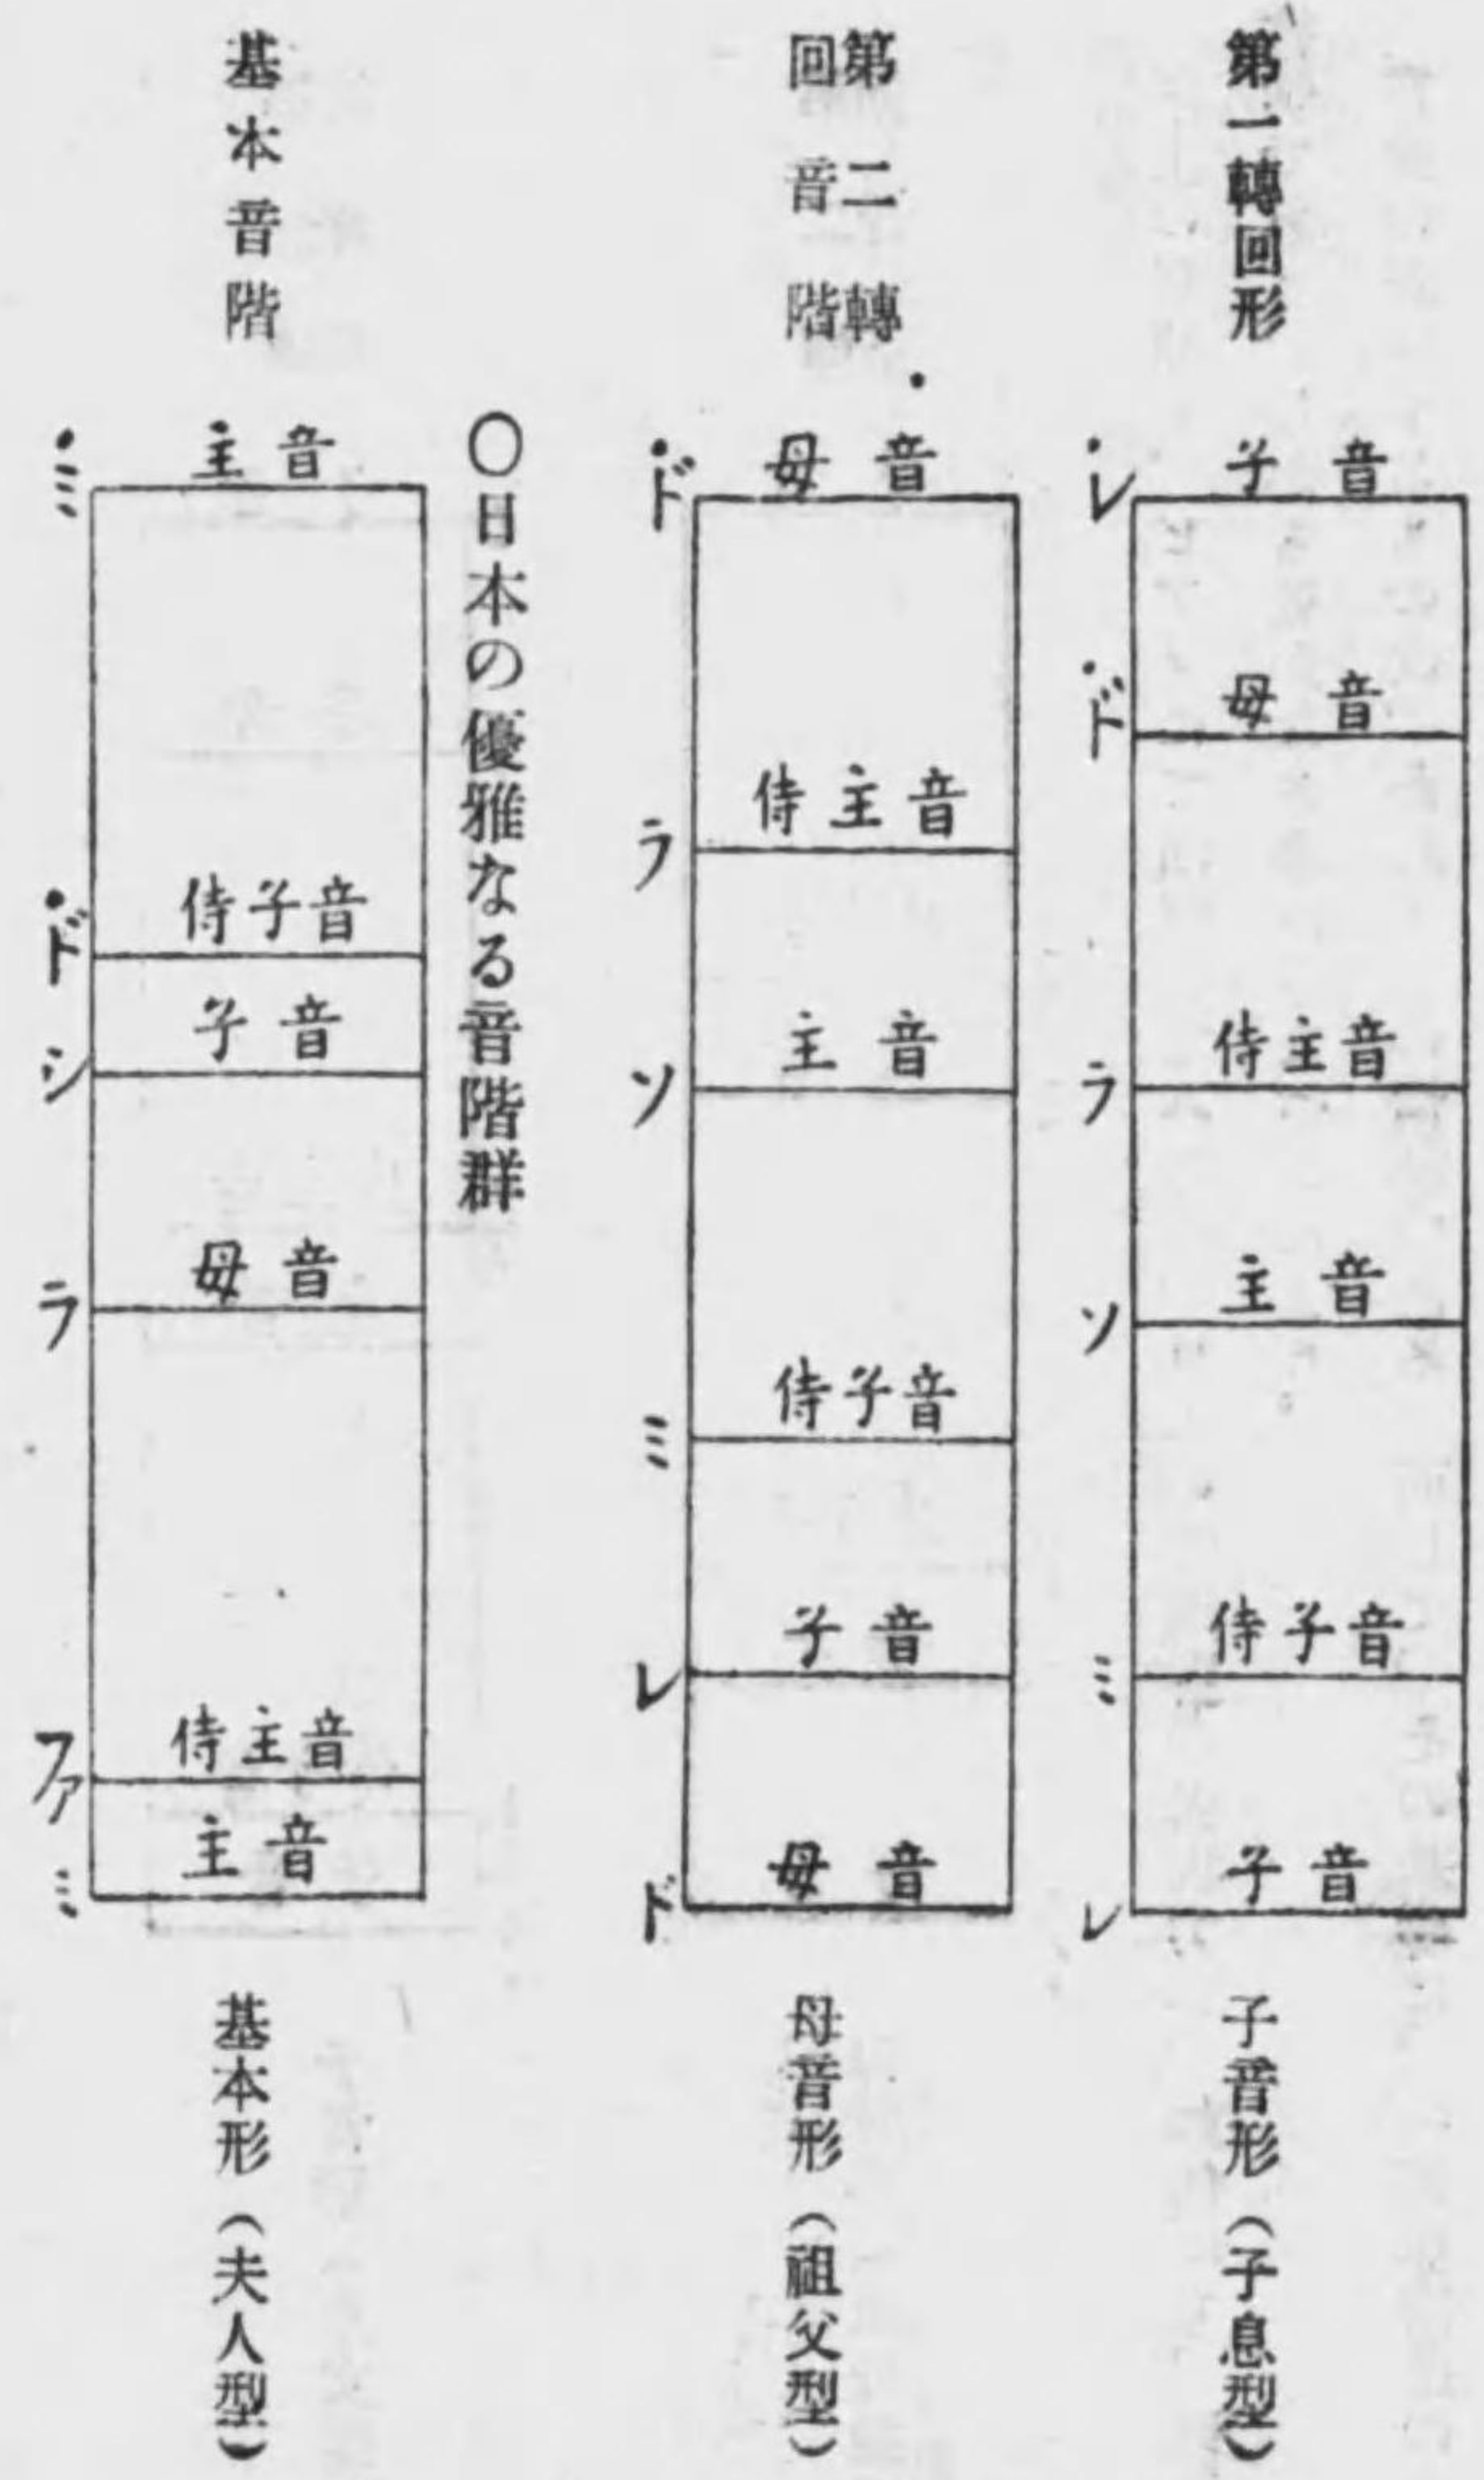 第一轉回形
レ 子音
ド 母音
ラ 侍主音
ソ 主音
ミ 侍子音
レ 子音
子音形(子息型)
第二轉
回音階
ド 母音
ラ 侍主音
ソ 主音
ミ 侍子音
レ 子音
ド 母音
母音形(祖父型)
〇日本の優雅なる音階群
基本音階
ミ 主音
ド 侍子音
シ 子音
ラ 母音
ファ 侍主音
ミ 主音
基本形(夫人型)